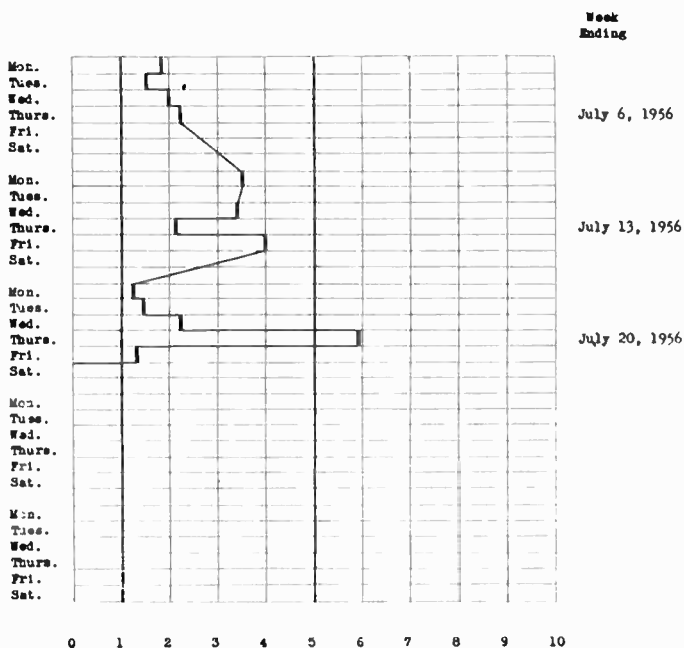 Week
Ending
Mon.
Tues.
Wed.
Thurs. July 6, 1956
Fri.
Sat.
Mon.
Tues.
Wed.
Thurs. July 13, 1956
Fri.
Sat.
Mon.
Tues.
Wed.
Thurs. July 20, 1956
Fri.
Sat.
Mon.
Tues.
Wed.
Thurs.
Fri.
Sat.
Mon.
Tues.
Wed.
Thurs.
Fri.
Sat.
0 1 2 3 4 5 6 7 8 9 10